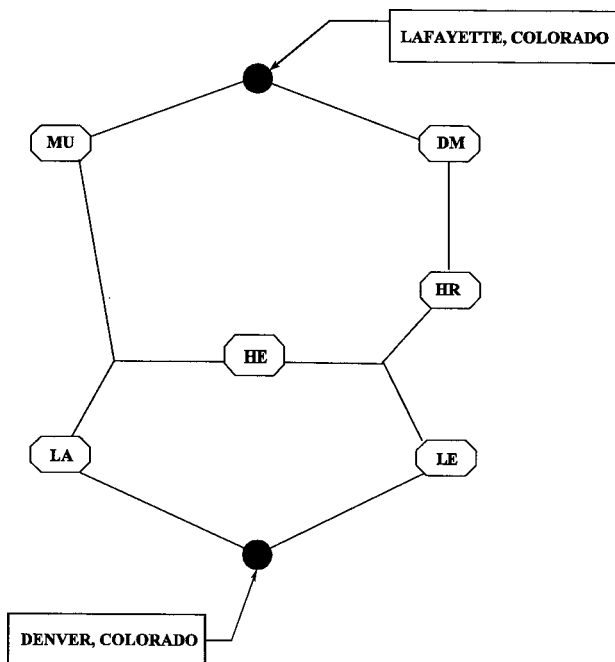 LAFAYETTE, COLORADO
MU
DM
HR
HE
LA
LE
DENVER, COLORADO